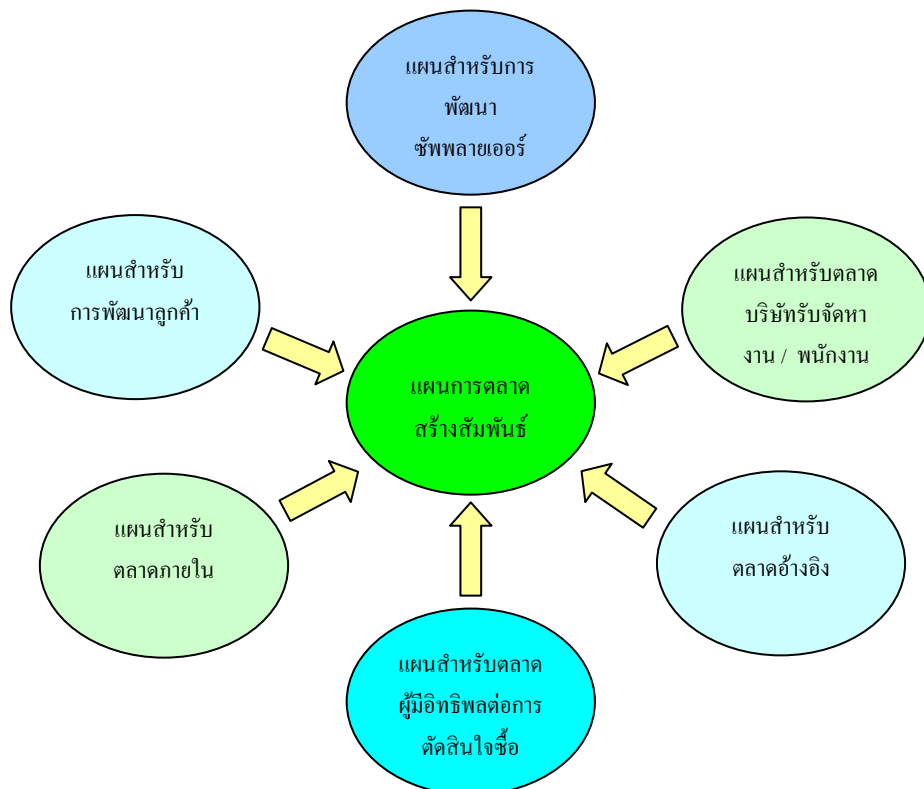 แผนสำหรับการ
พัฒนา
ซัพพลายเออร์
แผนสำหรับ
การพัฒนาลูกค้า
แผนสำหรับตลาด
บริษัทรับจัดหา
งาน / พนักงาน
แผนการตลาด
สร้างสัมพันธ์
แผนสำหรับ
ตลาดภายใน
แผนสำหรับ
ตลาดอ้างอิง
แผนสำหรับตลาด
ผู้มีอิทธิพลต่อการ
ตัดสินใจซื้อ